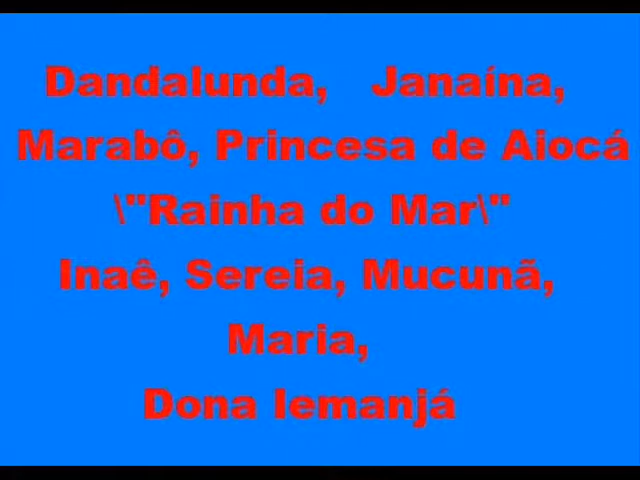 Dandalunda, Janaína,
Marabô, Princesa de Aiocá
\"Rainha do Mar\"
Inaê, Sereia, Mucunã,
Maria,
Dona Iemanjá